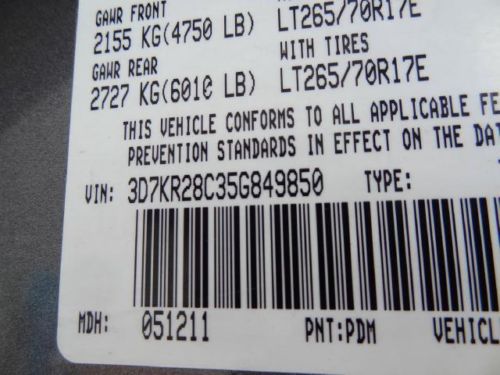 GAWR FRONT
2155 KG(4750 LB) LT265/70R17E
WITH TIRES
GAWR REAR
2727 KG(6010 LB) LT265/70R17E
THIS VEHICLE CONFORMS TO ALL APPLICABLE FE
PREVENTION STANDARDS IN EFFECT ON THE DAT
VIN: 3D7KR28C35G849850 TYPE:
MDH: 051211 PNT:PDM VEHICL